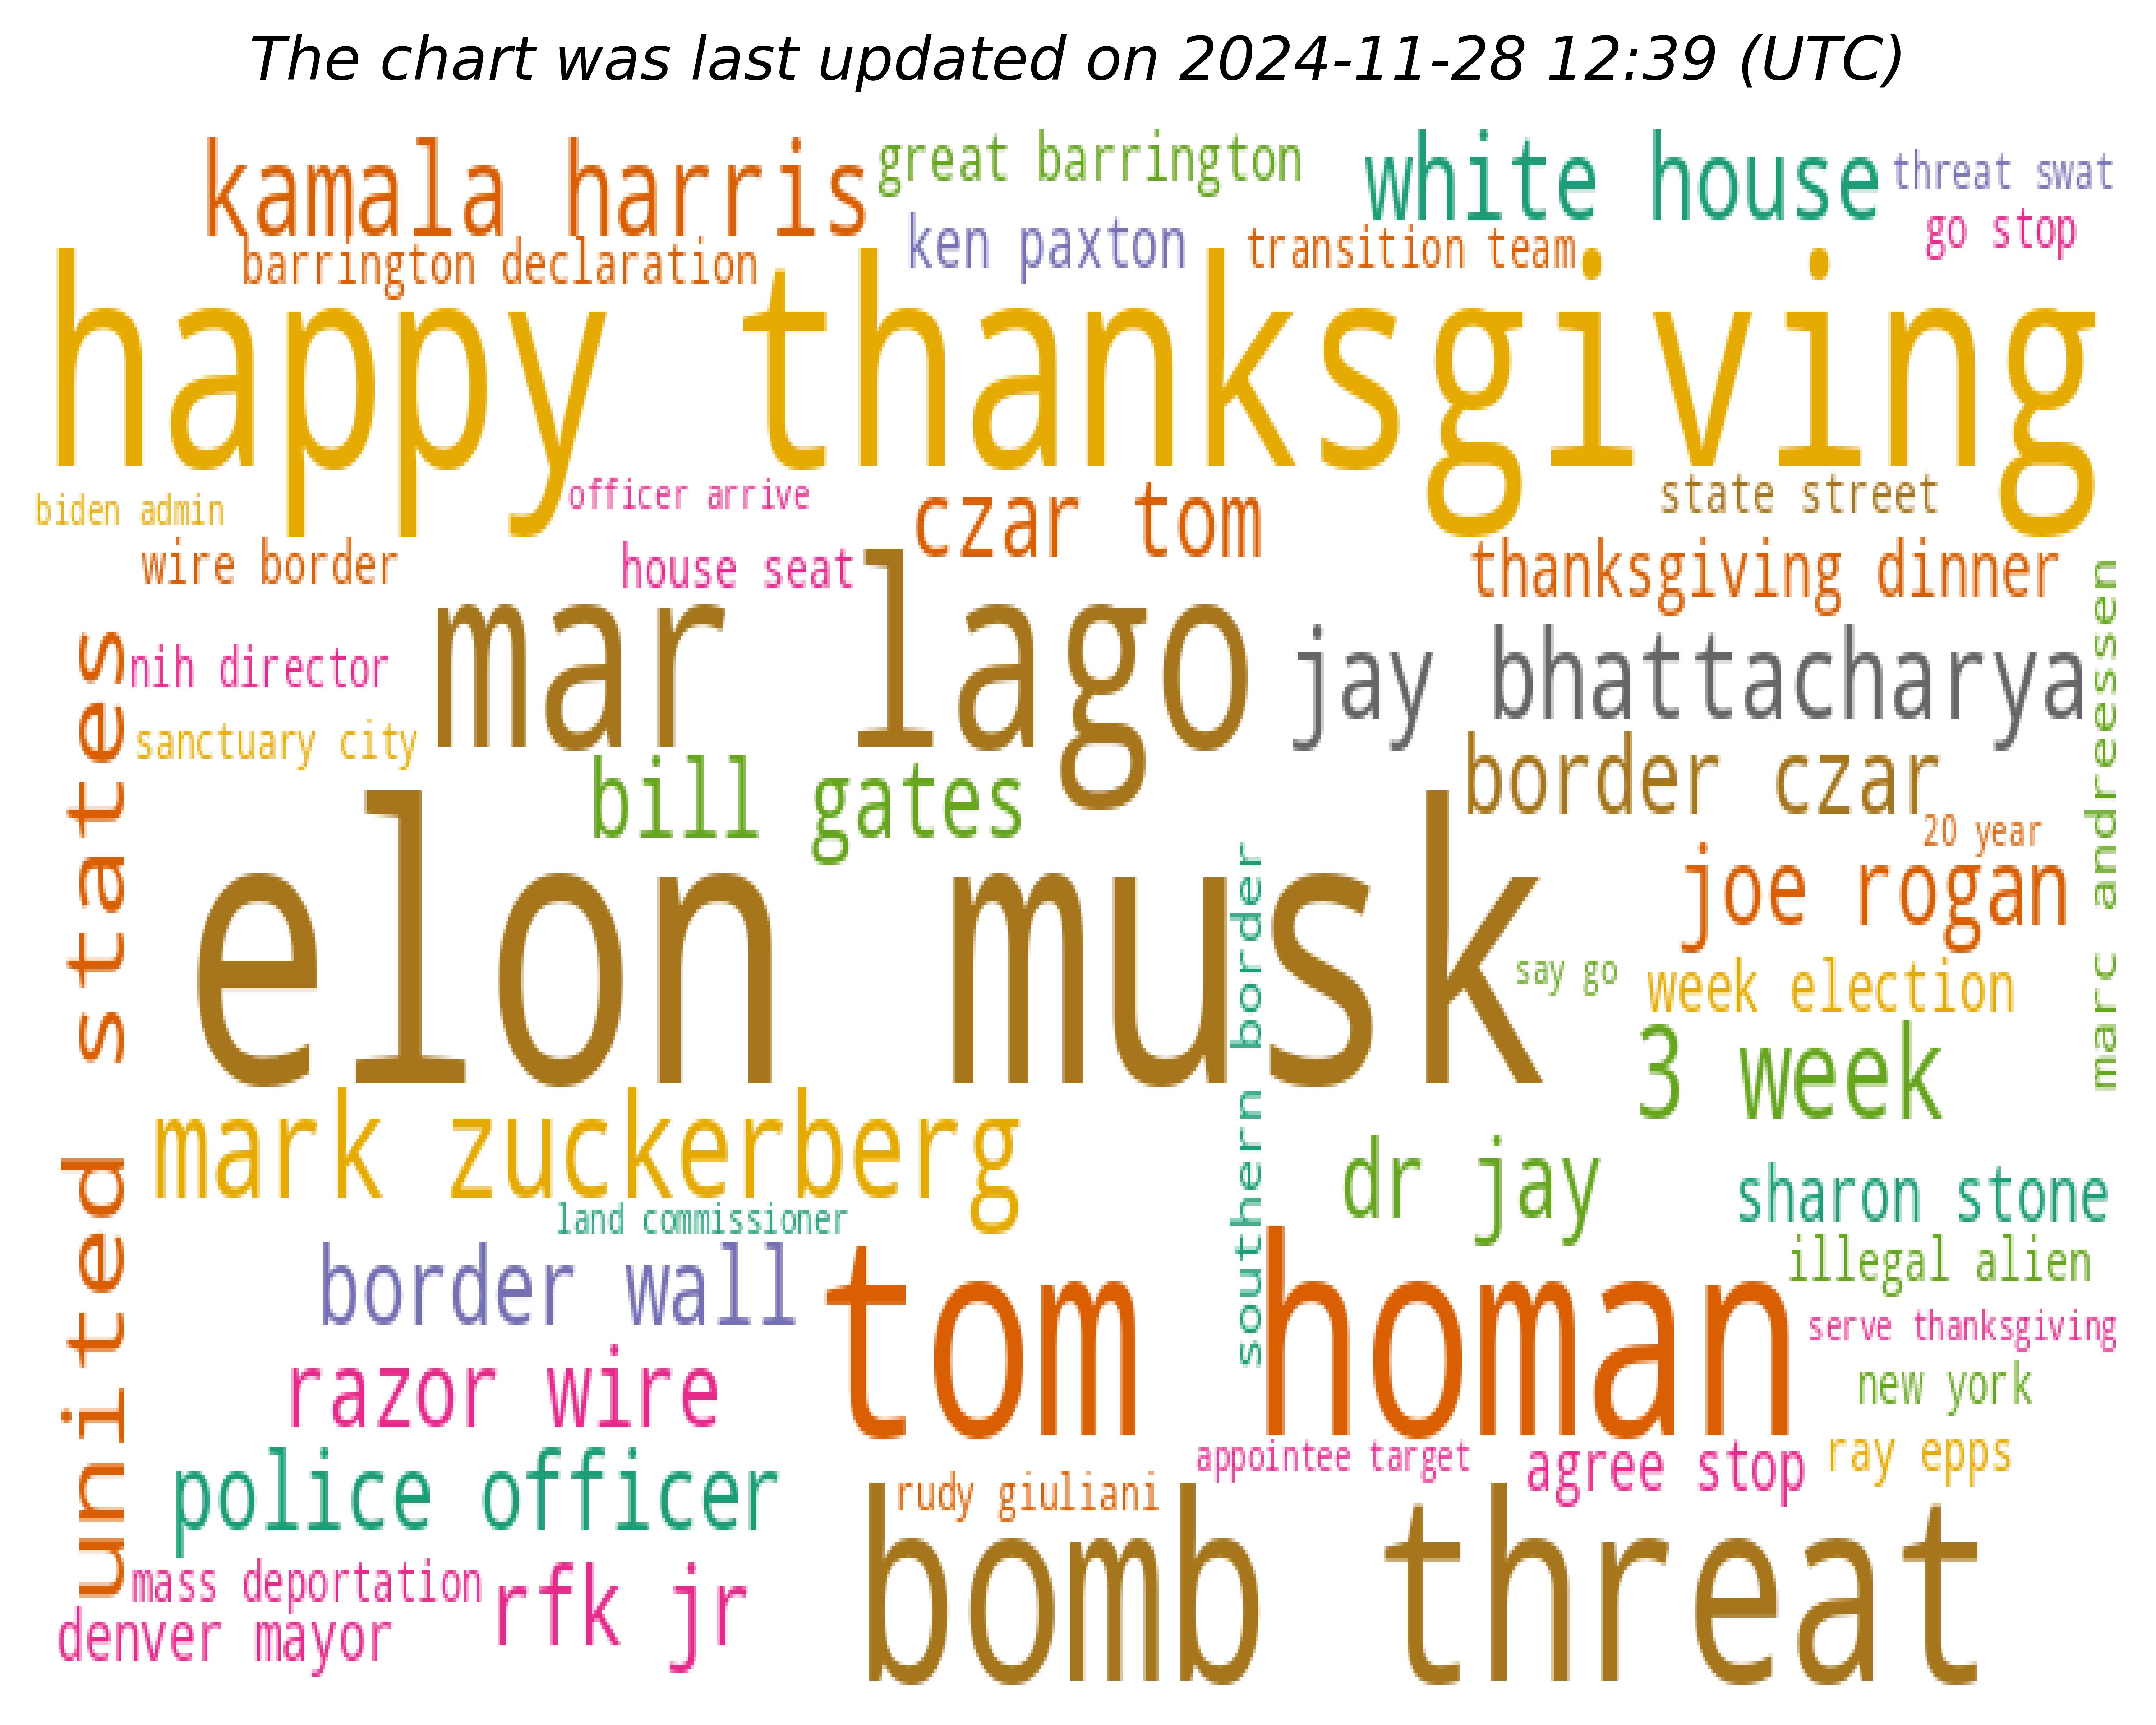 The chart was last updated on 2024-11-28 12:39 (UTC)
kamala harris
great barrington
white house
threat swat
go stop
barrington declaration
ken paxton
transition team
happy thanksgiving
biden admin
officer arrive
czar tom
state street
wire border
house seat
thanksgiving dinner
mar lago
nih director
jay bhattacharya
sanctuary city
bill gates
border czar
marc andreessen
united states
20 year
joe rogan
elon musk
southern border
say go
week election
3 week
mark zuckerberg
dr jay
sharon stone
land commissioner
border wall
tom homan
illegal alien
serve thanksgiving
razor wire
new york
police officer
appointee target
agree stop
ray epps
rudy giuliani
bomb threat
mass deportation
rfk jr
denver mayor